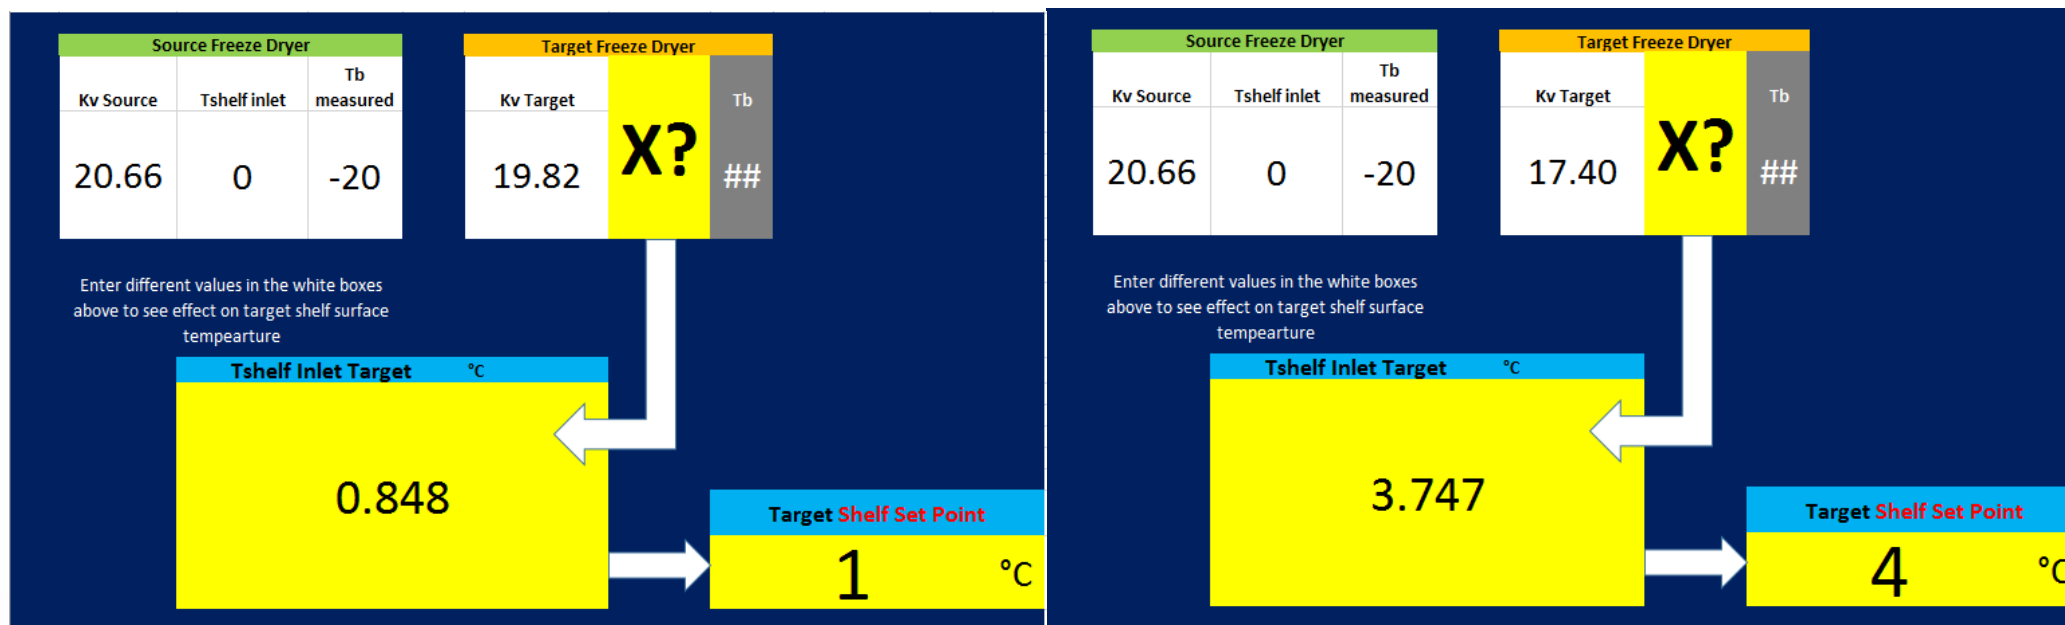 Source Freeze Dryer
Target Freeze Dryer
Kv Source
Tshelf inlet
Tb
measured
Kv Target
X?
Tb
20.66
0
-20
19.82
##
Enter different values in the white boxes
above to see effect on target shelf surface
tempearture
Tshelf Inlet Target °C
0.848
Target Shelf Set Point
1 °C
Source Freeze Dryer
Target Freeze Dryer
Kv Source
Tshelf inlet
Tb
measured
Kv Target
X?
Tb
20.66
0
-20
17.40
##
Enter different values in the white boxes
above to see effect on target shelf surface
tempearture
Tshelf Inlet Target °C
3.747
Target Shelf Set Point
4 °C